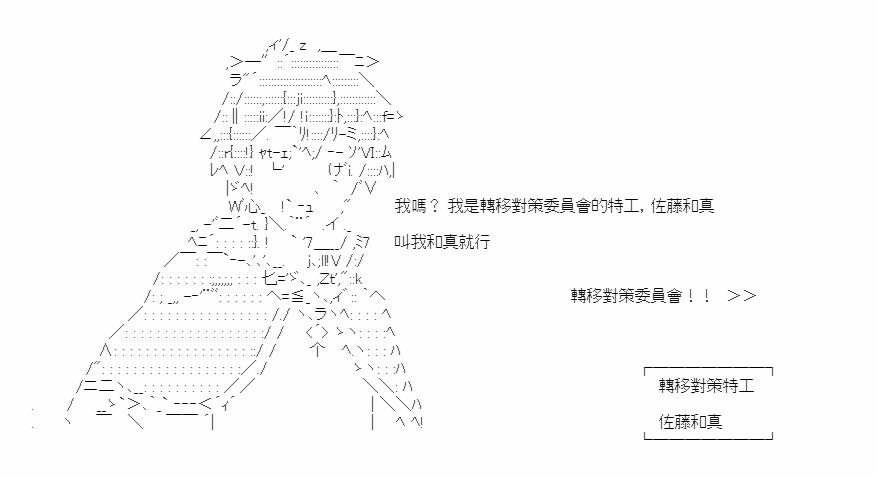 我嗎？ 我是轉移對策委員會的特工，佐藤和真
叫我和真就行
轉移對策委員會！！ ＞＞
轉移對策特工
佐藤和真